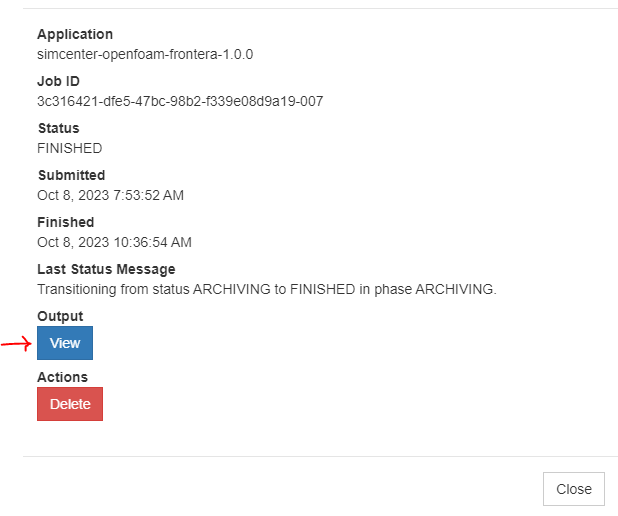 Application
simcenter-openfoam-frontera-1.0.0
Job ID
3c316421-dfe5-47bc-98b2-f339e08d9a19-007
Status
FINISHED
Submitted
Oct 8, 2023 7:53:52 AM
Finished
Oct 8, 2023 10:36:54 AM
Last Status Message
Transitioning from status ARCHIVING to FINISHED in phase ARCHIVING.
Output
View
Actions
Delete
Close